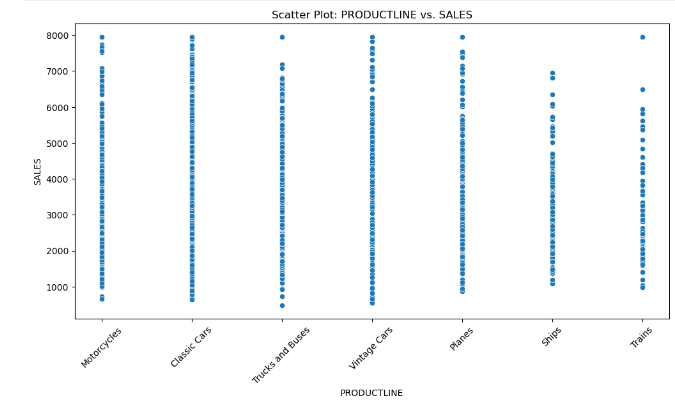 Scatter Plot: PRODUCTLINE vs. SALES
8000
7000
6000
5000
4000
3000
2000
1000
SALES
Motorcycles
Classic Cars
Trucks and Buses
Vintage Cars
Planes
Ships
Trains
PRODUCTLINE